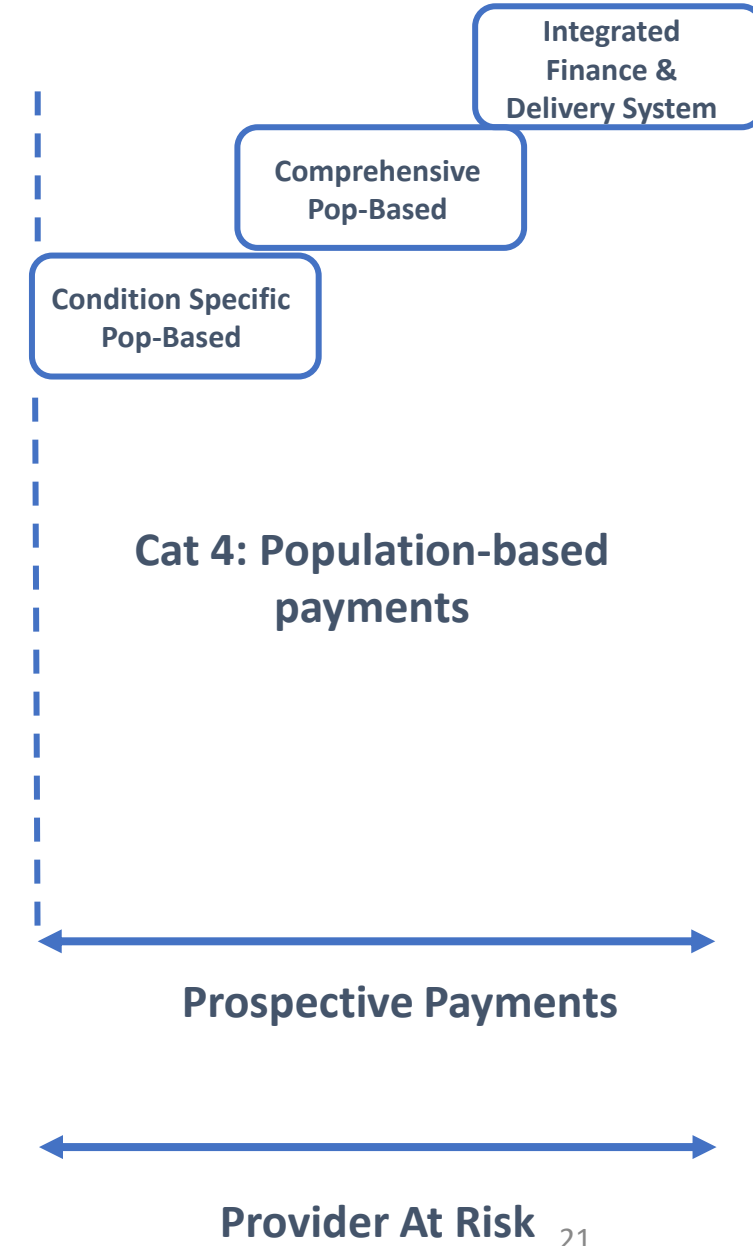 Integrated
Finance &
Delivery System
Comprehensive
Pop-Based
Condition Specific
Pop-Based
Cat 4: Population-based
payments
Prospective Payments
Provider At Risk
21